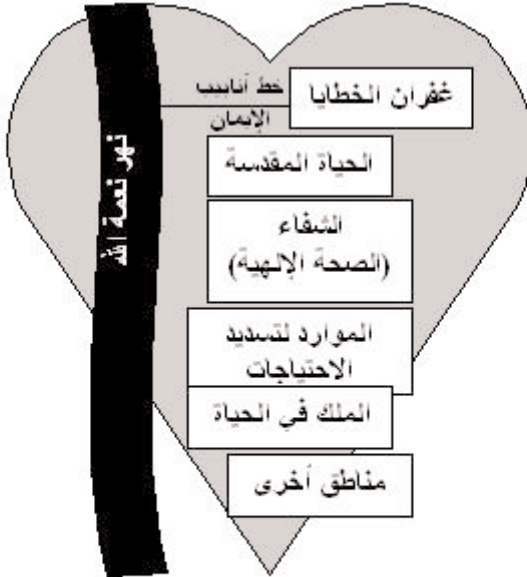 خط أنابيب
الإيمان
غفران الخطايا
الحياة المقدسة
الشفاء
(الصحة الإلهية)
الموارد لتسديد
الاحتياجات
الملك في الحياة
مناطق أخرى
نهر نعمة الله